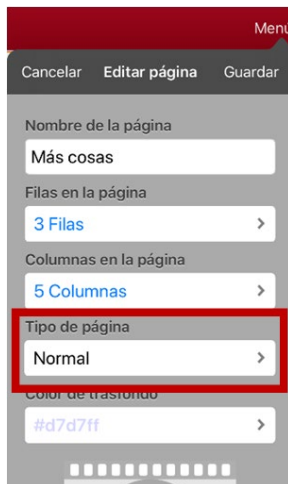 Menú
Cancelar Editar página Guardar
Nombre de la página
Más cosas
Filas en la página
3 Filas
Columnas en la página
5 Columnas
Tipo de página
Normal
Color de trasfondo
#d7d7ff